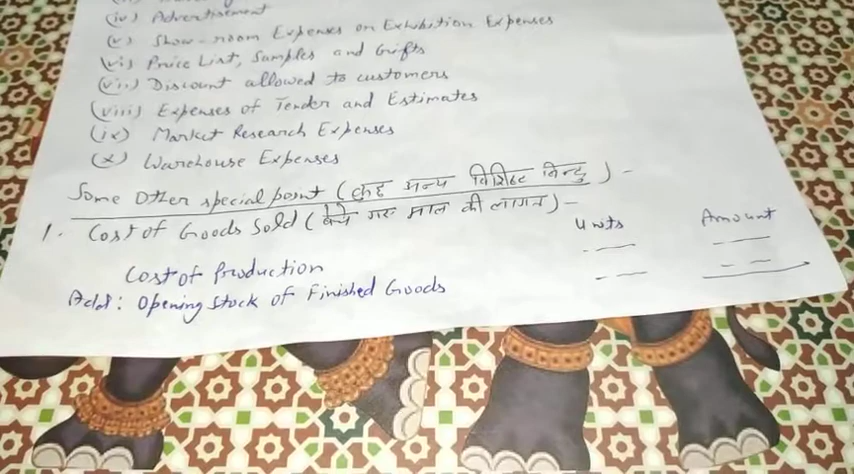 (iv) Advertisement
(v) Show-room Expenses on Exhibition Expenses
(vi) Price List, Samples and Gifts
(vii) Discount allowed to customers
(viii) Expenses of Tender and Estimates
(ix) Market Research Expenses
(x) Warehouse Expenses
Some Other special point (कुछ अन्य विशिष्ट बिन्दु) -
1. Cost of Goods Sold (बेचे गए माल की लागत) - Units Amount
Cost of Production
Add: Opening Stock of Finished Goods